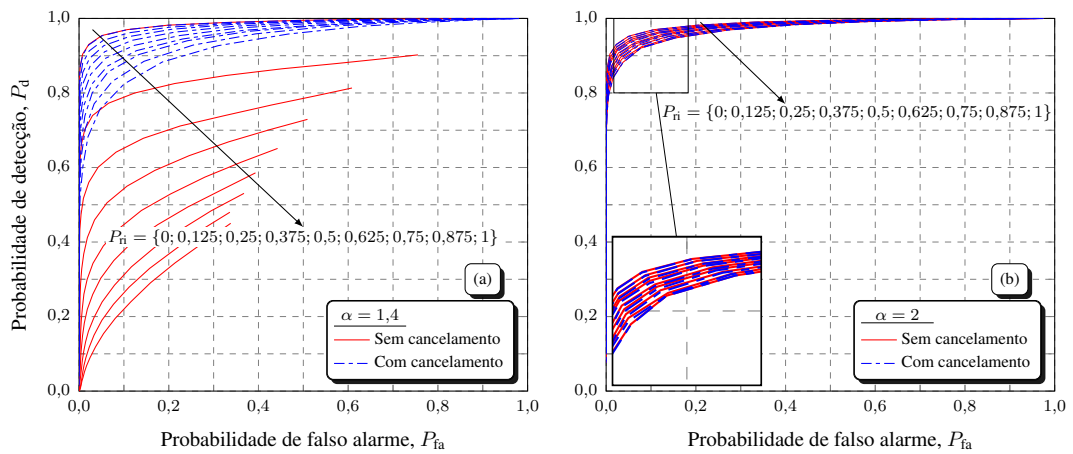 Probabilidade de detecção, P_d
1,0
0,8
0,6
0,4
0,2
0,0
P_ri = {0; 0,125; 0,25; 0,375; 0,5; 0,625; 0,75; 0,875; 1}
(a)
α = 1,4
Sem cancelamento
Com cancelamento
0,0 0,2 0,4 0,6 0,8 1,0
Probabilidade de falso alarme, P_fa
1,0
0,8
0,6
0,4
0,2
0,0
P_ri = {0; 0,125; 0,25; 0,375; 0,5; 0,625; 0,75; 0,875; 1}
(b)
α = 2
Sem cancelamento
Com cancelamento
0,0 0,2 0,4 0,6 0,8 1,0
Probabilidade de falso alarme, P_fa